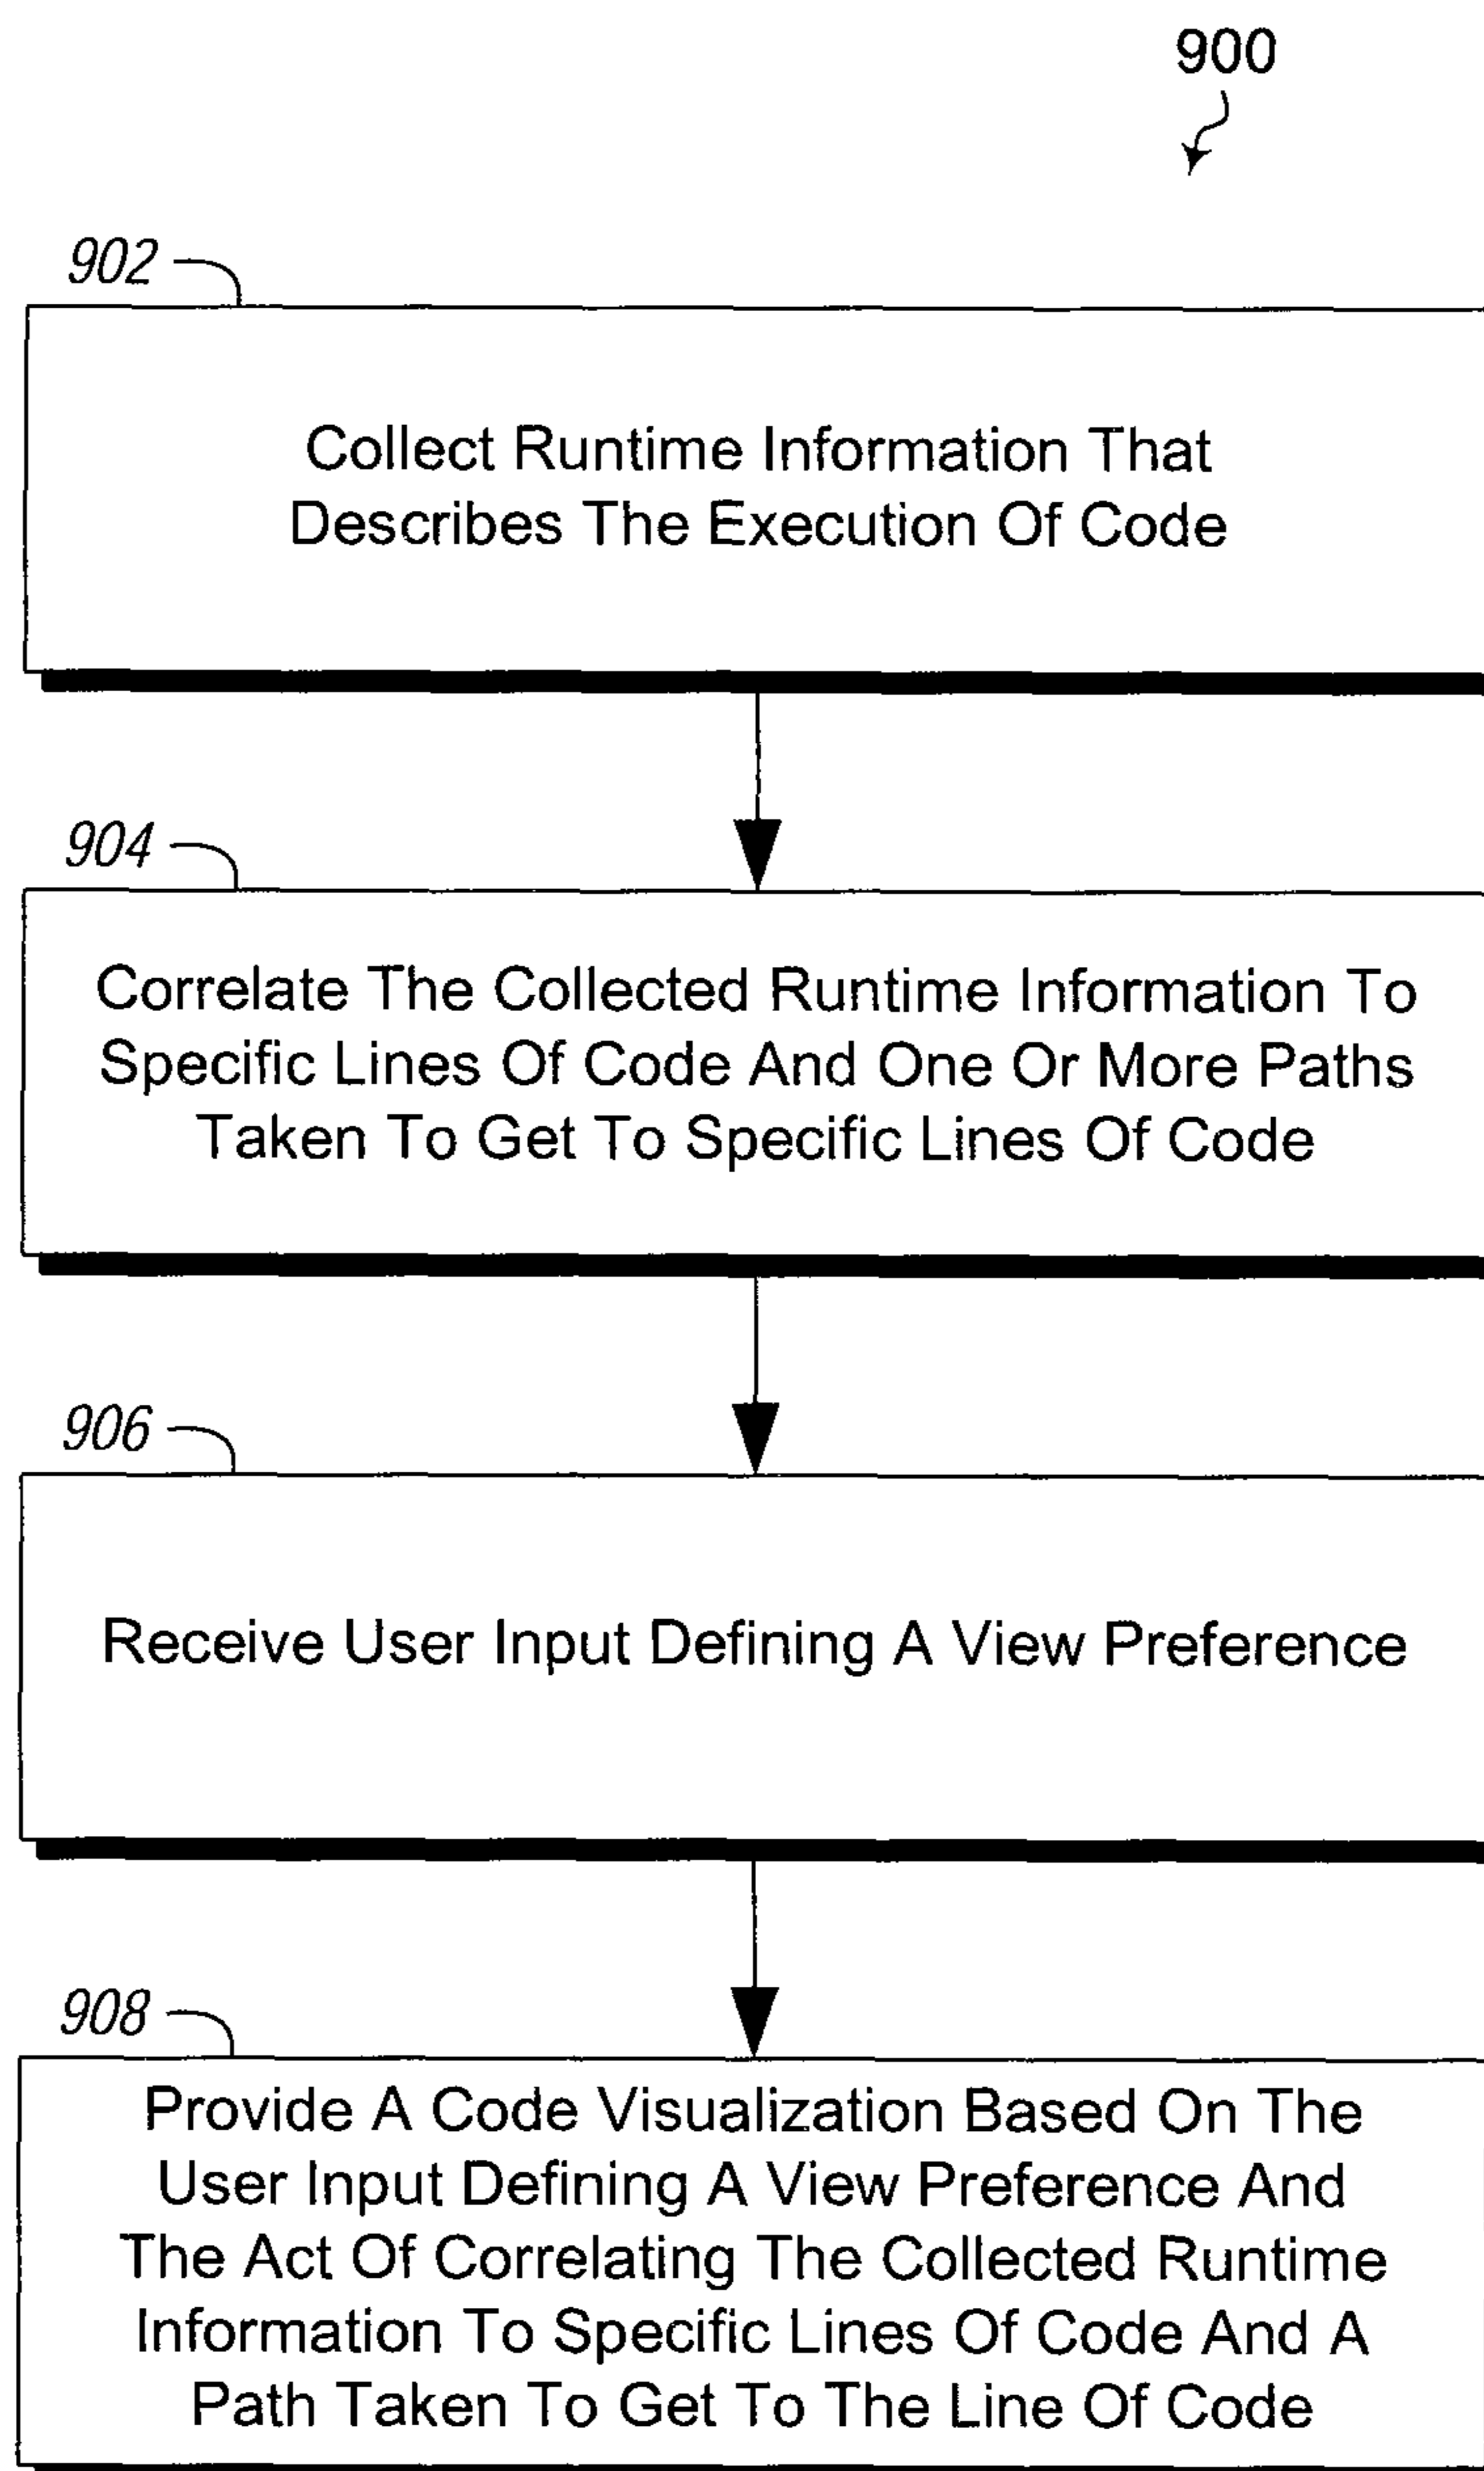 900
902
Collect Runtime Information That
Describes The Execution Of Code
904
Correlate The Collected Runtime Information To
Specific Lines Of Code And One Or More Paths
Taken To Get To Specific Lines Of Code
906
Receive User Input Defining A View Preference
908
Provide A Code Visualization Based On The
User Input Defining A View Preference And
The Act Of Correlating The Collected Runtime
Information To Specific Lines Of Code And A
Path Taken To Get To The Line Of Code